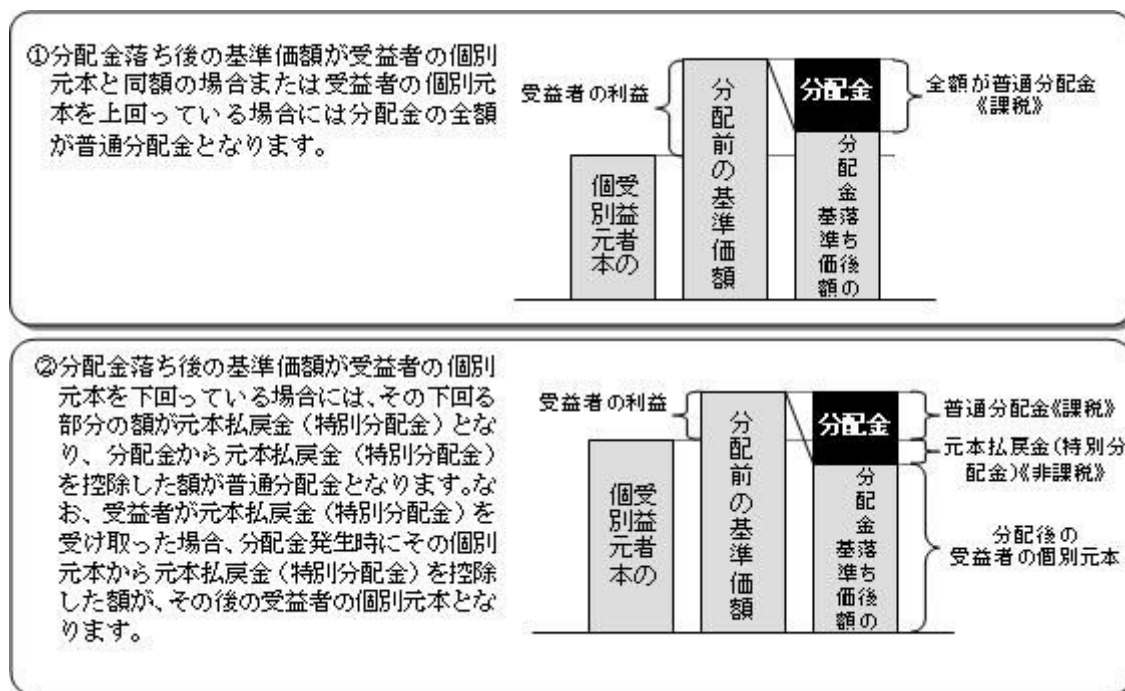 ①分配金落ち後の基準価額が受益者の個別
元本と同額の場合または受益者の個別元
本を上回っている場合には分配金の全額
が普通分配金となります。
受益者の利益
受益者の
個別元本
分配前の基準価額
分配金
分配金落ち後の
基準価額
全額が普通分配金
《課税》
②分配金落ち後の基準価額が受益者の個別
元本を下回っている場合には、その下回る
部分の額が元本払戻金（特別分配金）とな
り、分配金から元本払戻金（特別分配金）
を控除した額が普通分配金となります。な
お、受益者が元本払戻金（特別分配金）を
受け取った場合、分配金発生時にその個別
元本から元本払戻金（特別分配金）を控除
した額が、その後の受益者の個別元本とな
ります。
受益者の利益
受益者の
個別元本
分配前の基準価額
分配金
分配金落ち後の
基準価額
普通分配金《課税》
元本払戻金（特別分
配金）《非課税》
分配後の
受益者の個別元本